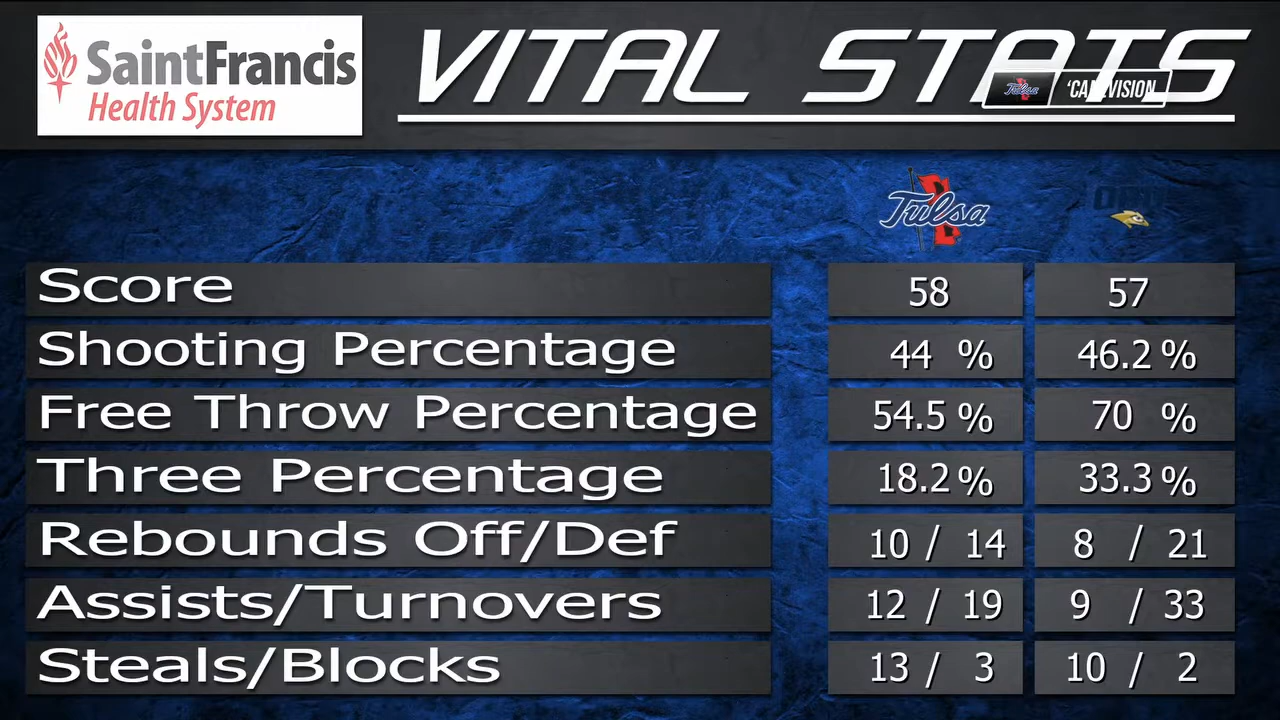 SaintFrancis
Health System
VITAL STATS
Tulsa
'CANEVISION
Tulsa
ORU
Score 58 57
Shooting Percentage 44 % 46.2 %
Free Throw Percentage 54.5 % 70 %
Three Percentage 18.2 % 33.3 %
Rebounds Off/Def 10 / 14 8 / 21
Assists/Turnovers 12 / 19 9 / 33
Steals/Blocks 13 / 3 10 / 2